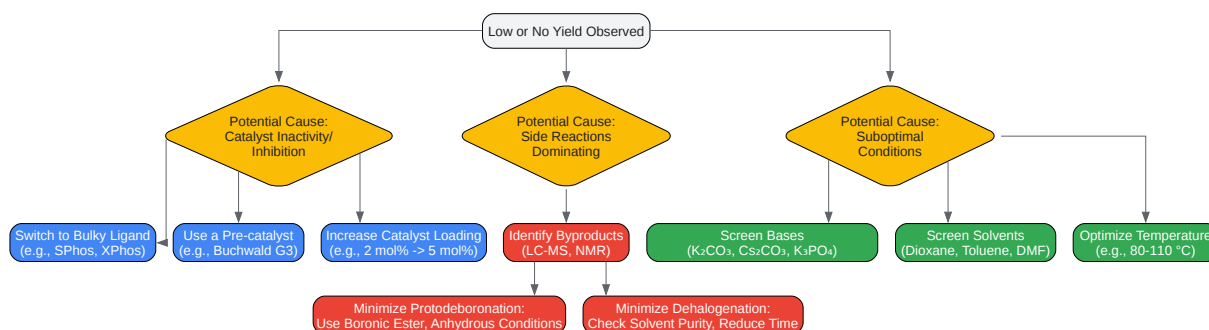 Low or No Yield Observed
Potential Cause:
Catalyst Inactivity/
Inhibition
Potential Cause:
Side Reactions
Dominating
Potential Cause:
Suboptimal
Conditions
Switch to Bulky Ligand
(e.g., SPhos, XPhos)
Use a Pre-catalyst
(e.g., Buchwald G3)
Increase Catalyst Loading
(e.g., 2 mol% -> 5 mol%)
Identify Byproducts
(LC-MS, NMR)
Screen Bases
(K₂CO₃, Cs₂CO₃, K₃PO₄)
Screen Solvents
(Dioxane, Toluene, DMF)
Optimize Temperature
(e.g., 80-110 °C)
Minimize Protodeboronation:
Use Boronic Ester, Anhydrous Conditions
Minimize Dehalogenation:
Check Solvent Purity, Reduce Time